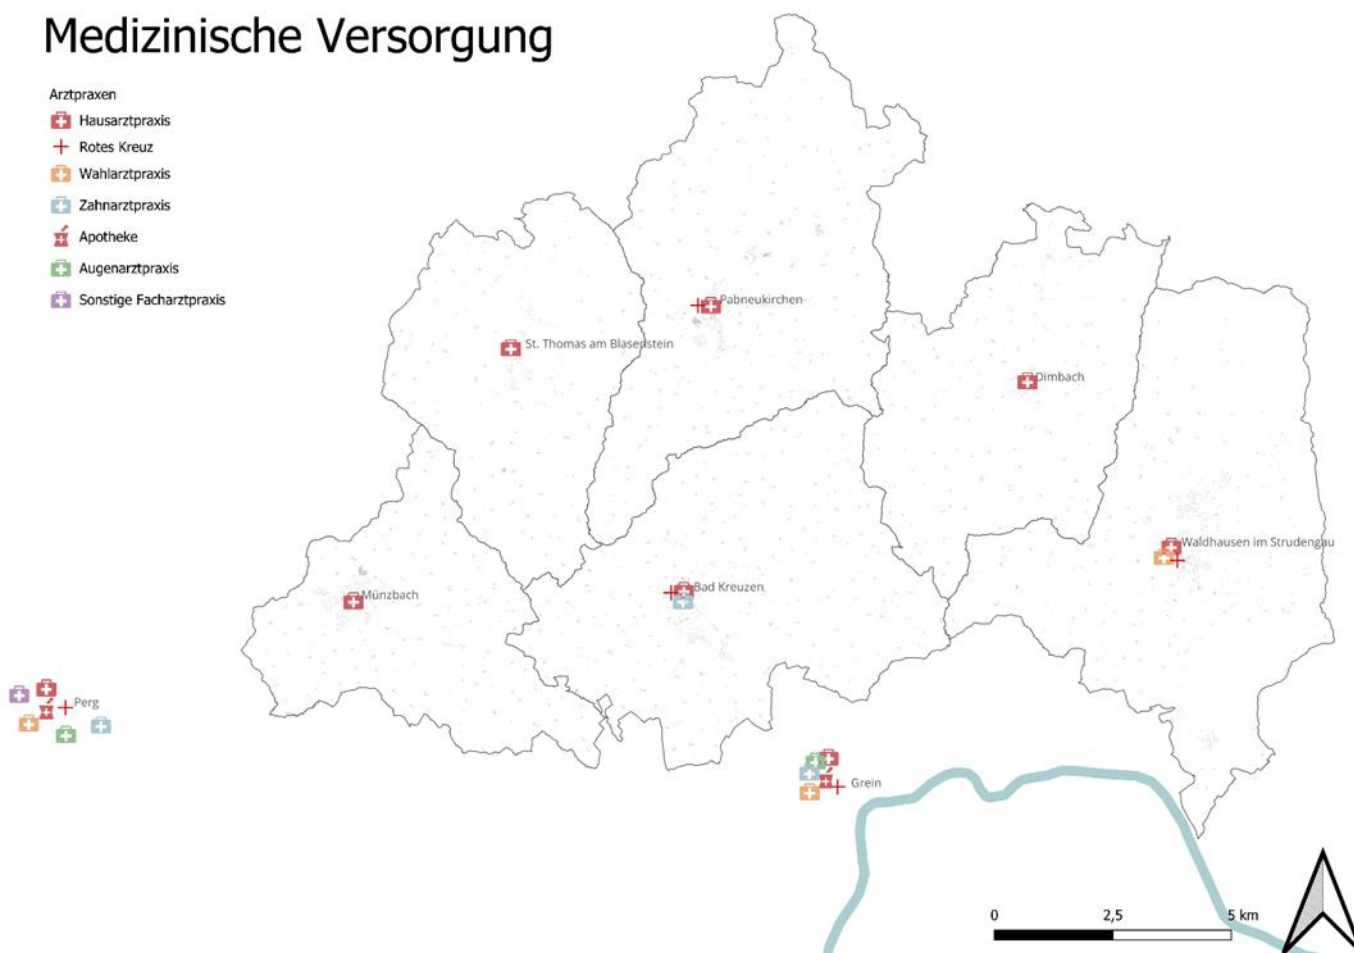 Medizinische Versorgung
Arztpraxen
Hausarztpraxis
Rotes Kreuz
Wahlarztpraxis
Zahnarztpraxis
Apotheke
Augenarztpraxis
Sonstige Facharztpraxis
Pabneukirchen
St. Thomas am Blasenstein
Dimbach
Waldhausen im Strudengau
Bad Kreuzen
Münzbach
Perg
Grein
0 2,5 5 km